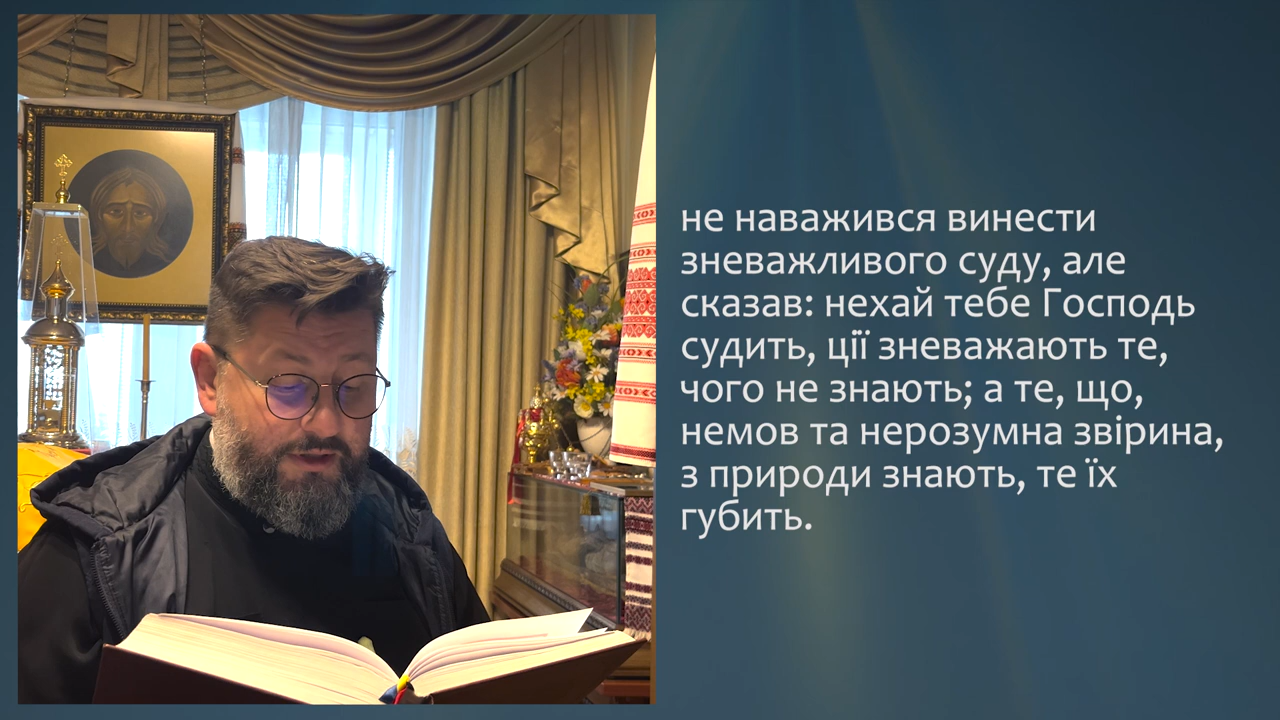 не наважився винести
зневажливого суду, але
сказав: нехай тебе Господь
судить, ції зневажають те,
чого не знають; а те, що,
немов та нерозумна звірина,
з природи знають, те їх
губить.